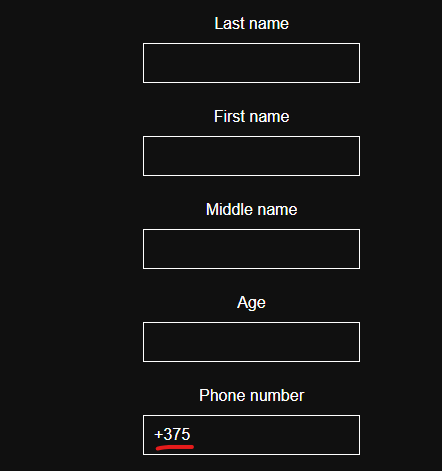 Last name
First name
Middle name
Age
Phone number
+375